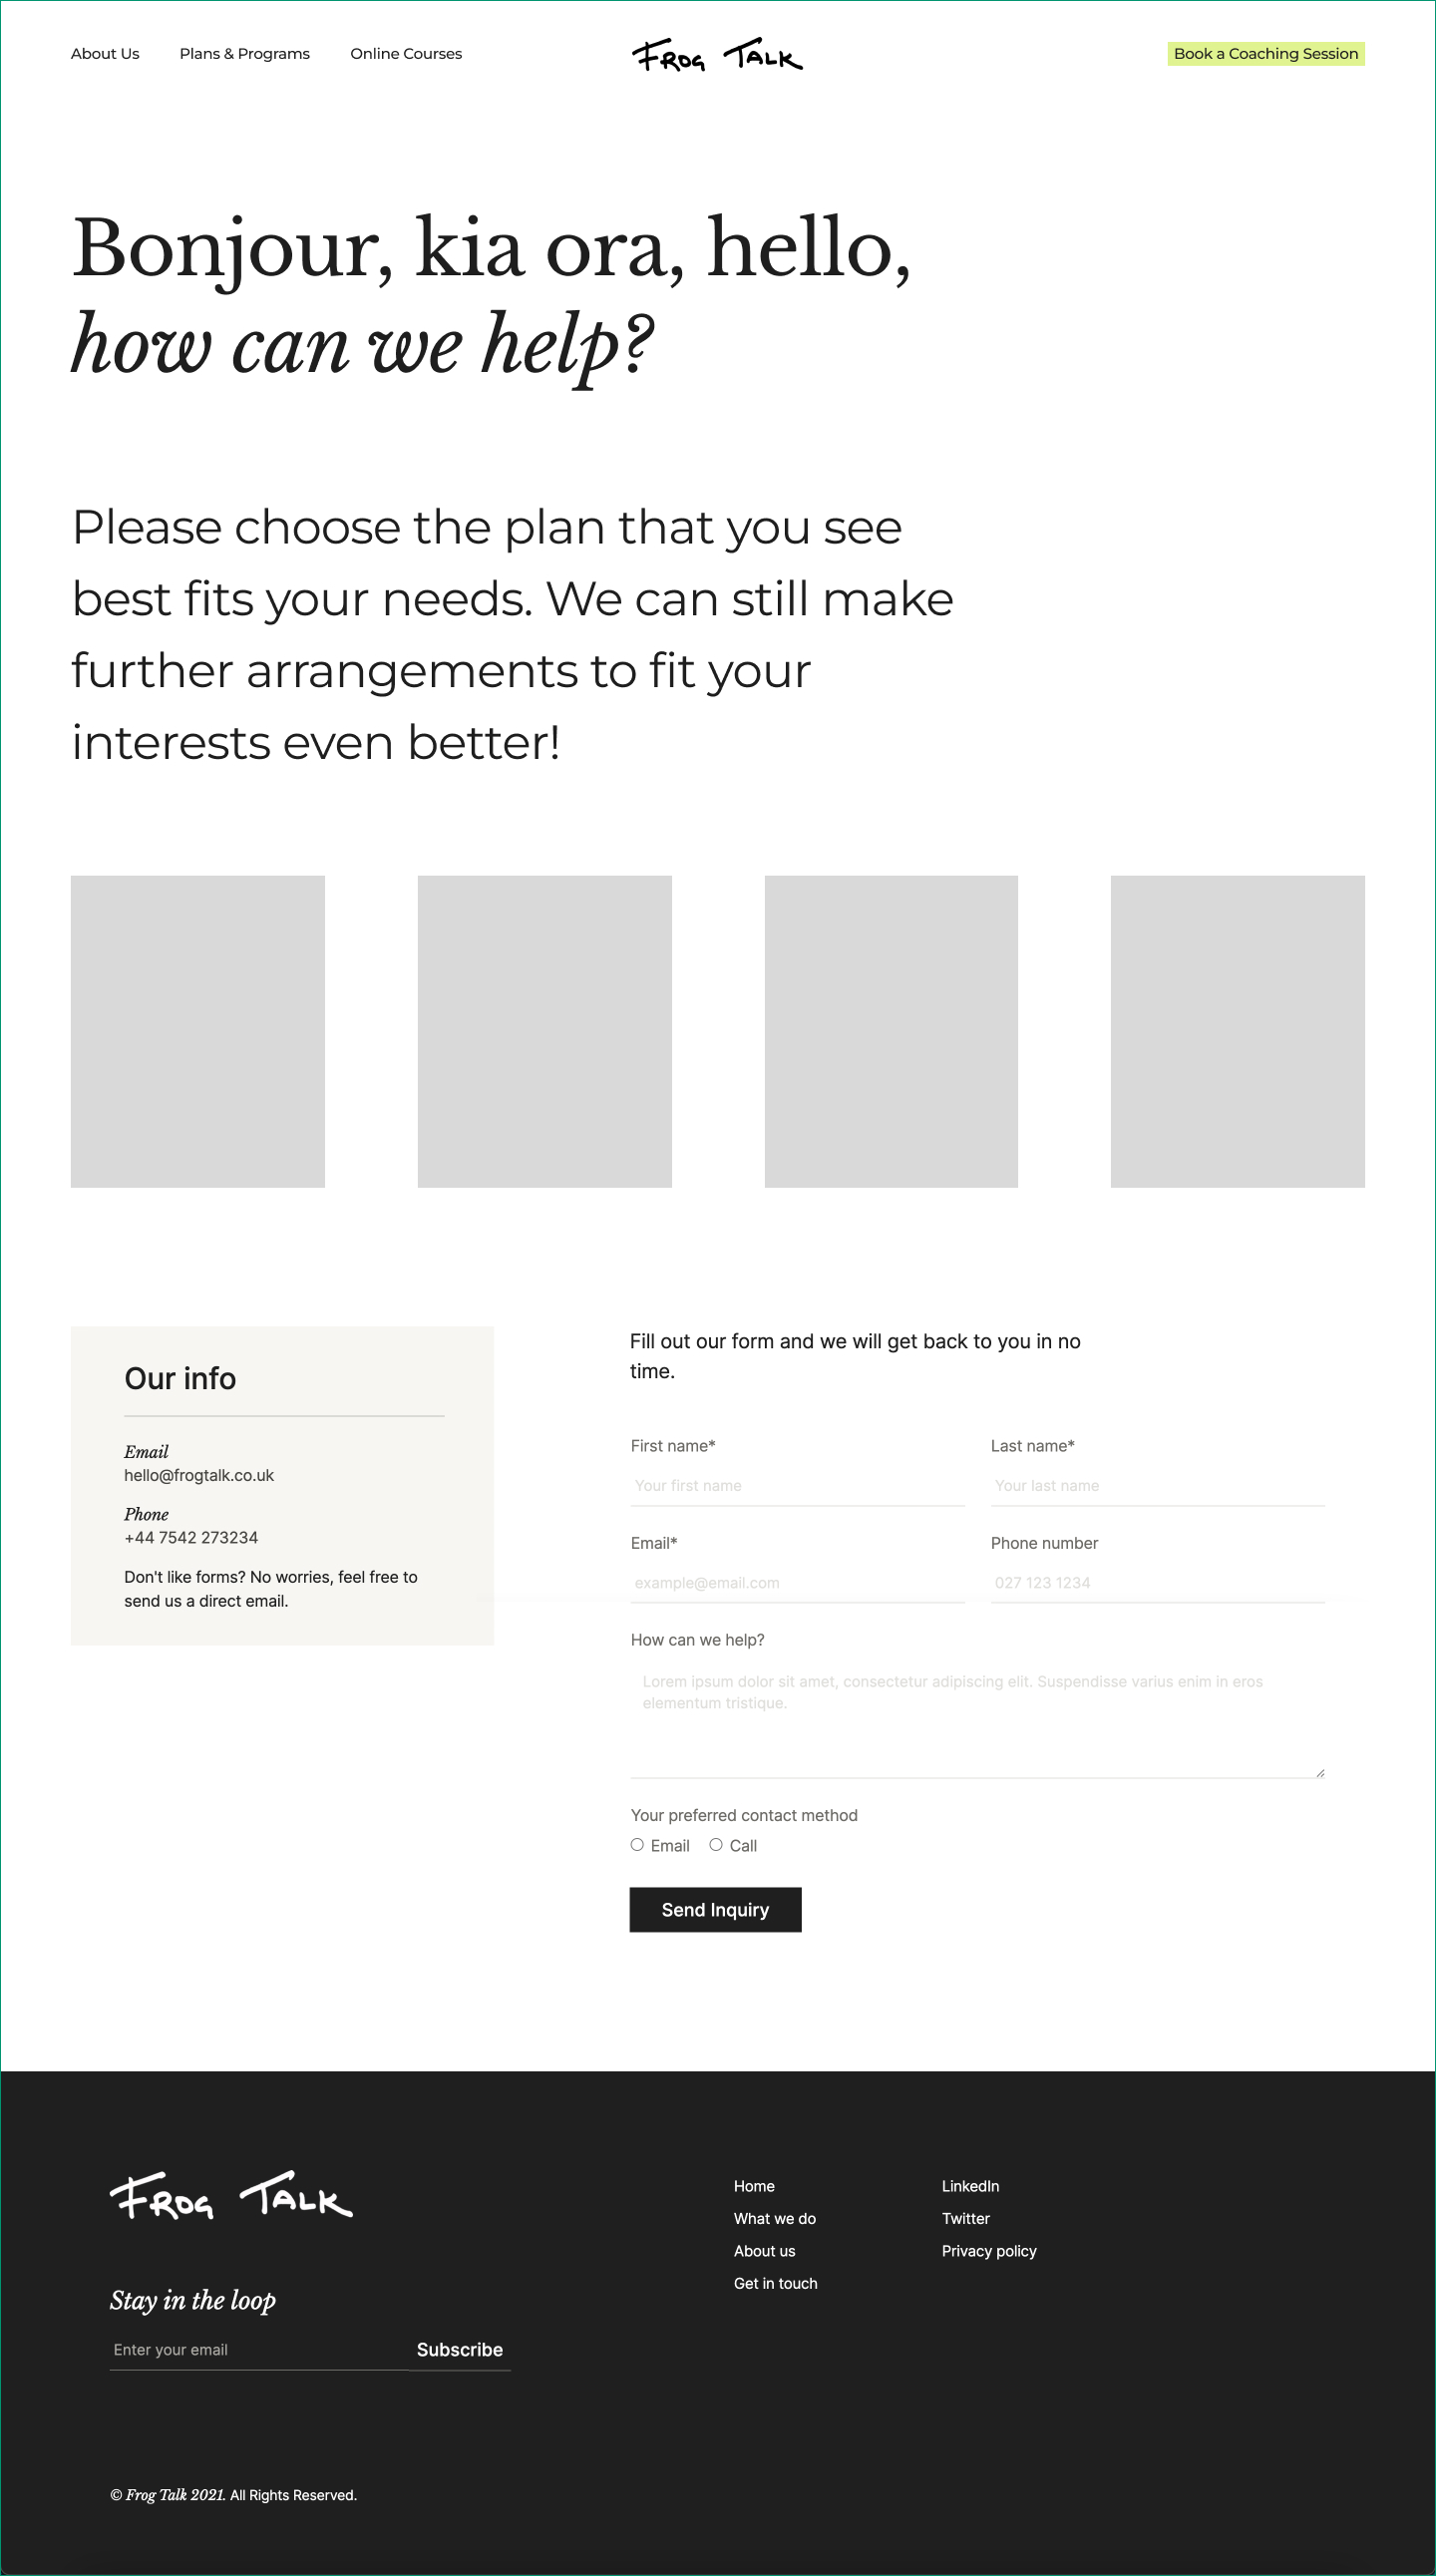 About Us
Plans & Programs
Online Courses
FROG TALK
Book a Coaching Session
Bonjour, kia ora, hello,
how can we help?
Please choose the plan that you see
best fits your needs. We can still make
further arrangements to fit your
interests even better!
Our info
Email
hello@frogtalk.co.uk
Phone
+44 7542 273234
Don't like forms? No worries, feel free to
send us a direct email.
Fill out our form and we will get back to you in no
time.
First name*
Last name*
Your first name
Your last name
Email*
Phone number
example@email.com
027 123 1234
How can we help?
Lorem ipsum dolor sit amet, consectetur adipiscing elit. Suspendisse varius enim in eros
elementum tristique.
Your preferred contact method
Email
Call
Send Inquiry
FROG TALK
Stay in the loop
Enter your email
Subscribe
Home
What we do
About us
Get in touch
LinkedIn
Twitter
Privacy policy
© Frog Talk 2021. All Rights Reserved.